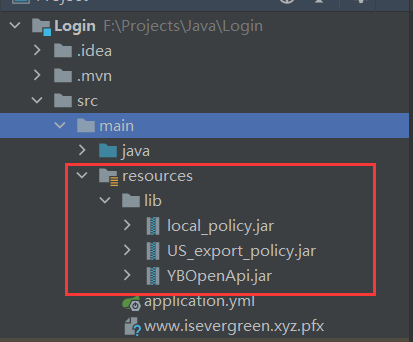 Project
Login F:\Projects\Java\Login
.idea
.mvn
src
main
java
resources
lib
local_policy.jar
US_export_policy.jar
YBOpenApi.jar
application.yml
www.isevergreen.xyz.pfx